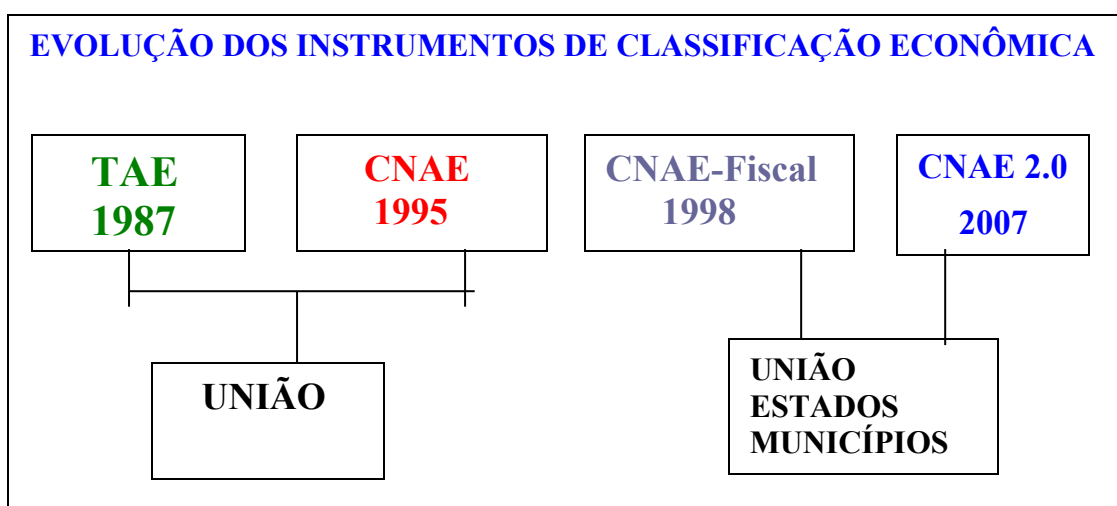 EVOLUÇÃO DOS INSTRUMENTOS DE CLASSIFICAÇÃO ECONÔMICA
TAE
1987
CNAE
1995
CNAE-Fiscal
1998
CNAE 2.0
2007
UNIÃO
UNIÃO
ESTADOS
MUNICÍPIOS